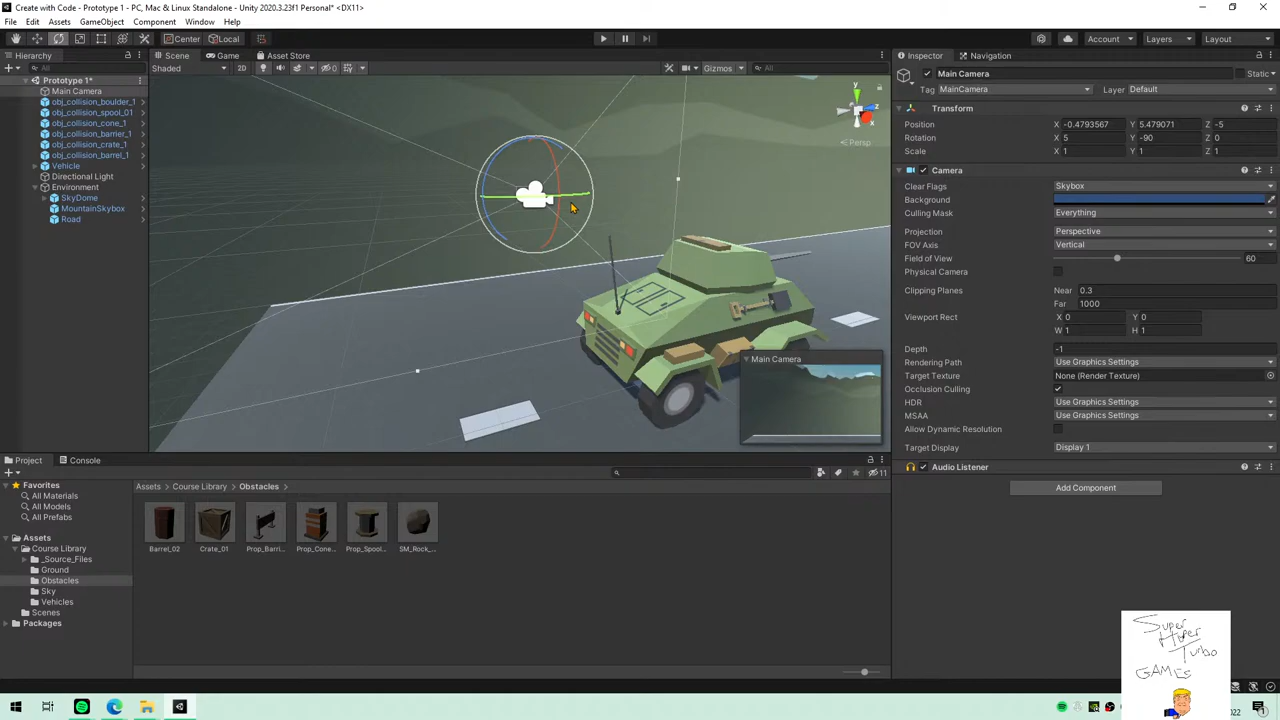 Create with Code - Prototype 1 - PC, Mac & Linux Standalone - Unity 2020.3.23f1 Personal* <DX11>
File Edit Assets GameObject Component Window Help
Center Local Account Layers Layout
Hierarchy Scene Game Asset Store Inspector Navigation
All Shaded 2D 0 Gizmos All
Prototype 1*
Main Camera
obj_collision_boulder_1
obj_collision_spool_01
obj_collision_cone_1
obj_collision_barrier_1
obj_collision_crate_1
obj_collision_barrel_1
Vehicle
Directional Light
Environment
SkyDome
MountainSkybox
Road
y
z
x
Persp
Main Camera
Main Camera Static
Tag MainCamera Layer Default
Transform
Position X -0.4793567 Y 5.479071 Z -5
Rotation X 5 Y -90 Z 0
Scale X 1 Y 1 Z 1
Camera
Clear Flags Skybox
Background
Culling Mask Everything
Projection Perspective
FOV Axis Vertical
Field of View 60
Physical Camera
Clipping Planes Near 0.3
Far 1000
Viewport Rect X 0 Y 0
W 1 H 1
Depth -1
Rendering Path Use Graphics Settings
Target Texture None (Render Texture)
Occlusion Culling
HDR Use Graphics Settings
MSAA Use Graphics Settings
Allow Dynamic Resolution
Target Display Display 1
Audio Listener
Add Component
Project Console
11
Favorites
All Materials
All Models
All Prefabs
Assets
Course Library
_Source_Files
Ground
Obstacles
Sky
Vehicles
Scenes
Packages
Assets Course Library Obstacles
Barrel_02 Crate_01 Prop_Barri... Prop_Cone... Prop_Spool... SM_Rock_...
Super
Hyper
Turbo
GAMES
2022